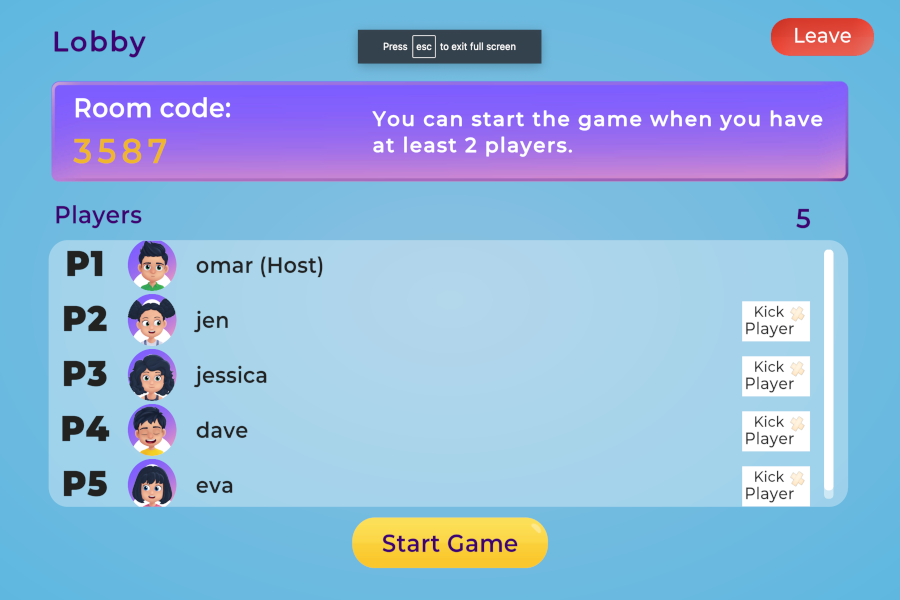 Lobby
Press esc to exit full screen
Leave
Room code:
3587
You can start the game when you have
at least 2 players.
Players
5
P1 omar (Host)
P2 jen
Kick
Player
P3 jessica
Kick
Player
P4 dave
Kick
Player
P5 eva
Kick
Player
Start Game